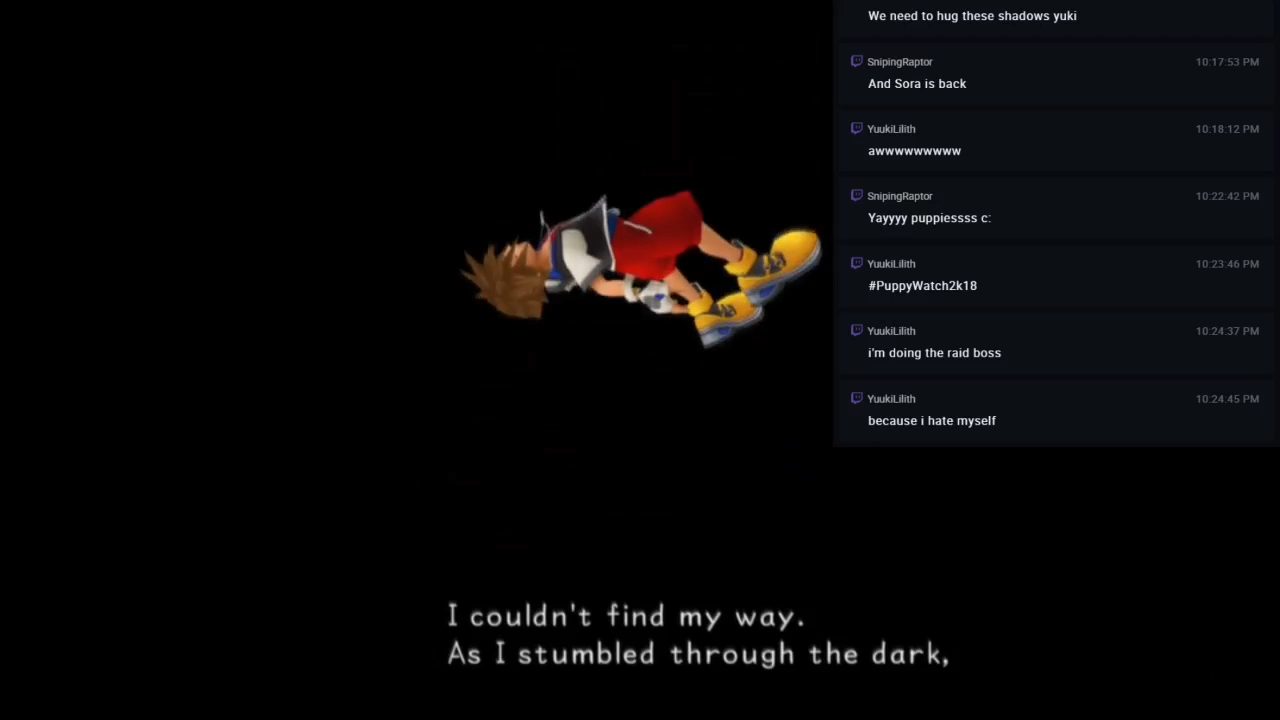 We need to hug these shadows yuki
SnipingRaptor 10:17:53 PM
And Sora is back
YuukiLilith 10:18:12 PM
awwwwwwwww
SnipingRaptor 10:22:42 PM
Yayyyy puppiessss c:
YuukiLilith 10:23:46 PM
#PuppyWatch2k18
YuukiLilith 10:24:37 PM
i'm doing the raid boss
YuukiLilith 10:24:45 PM
because i hate myself
I couldn't find my way.
As I stumbled through the dark,